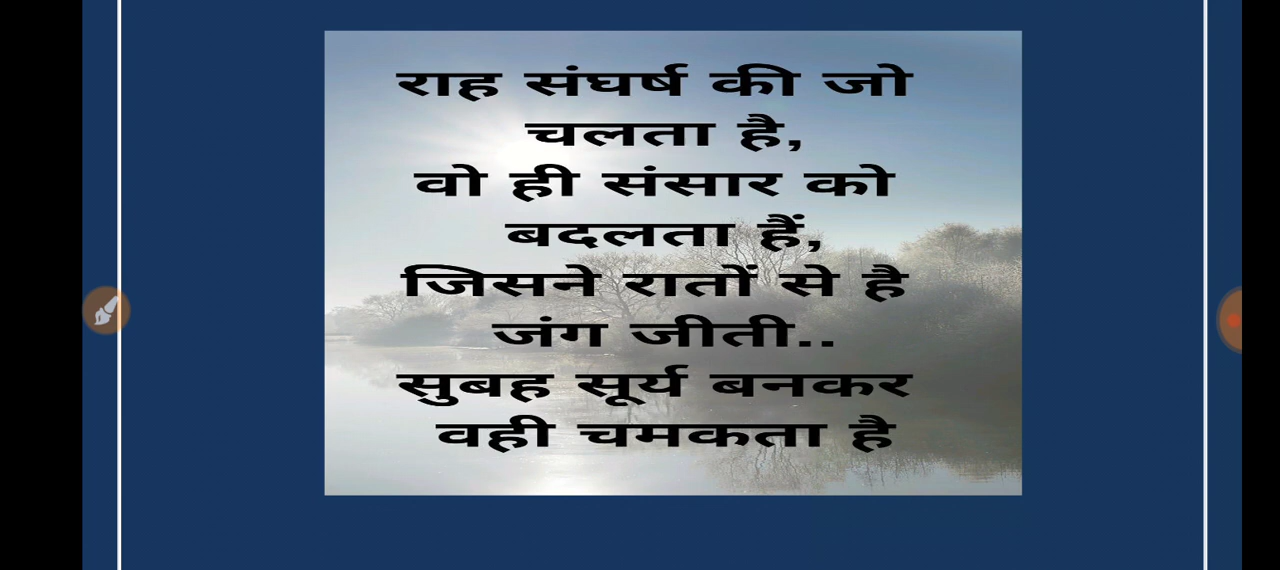 राह संघर्ष की जो
चलता है,
वो ही संसार को
बदलता हैं,
जिसने रातों से है
जंग जीती..
सुबह सूर्य बनकर
वही चमकता है